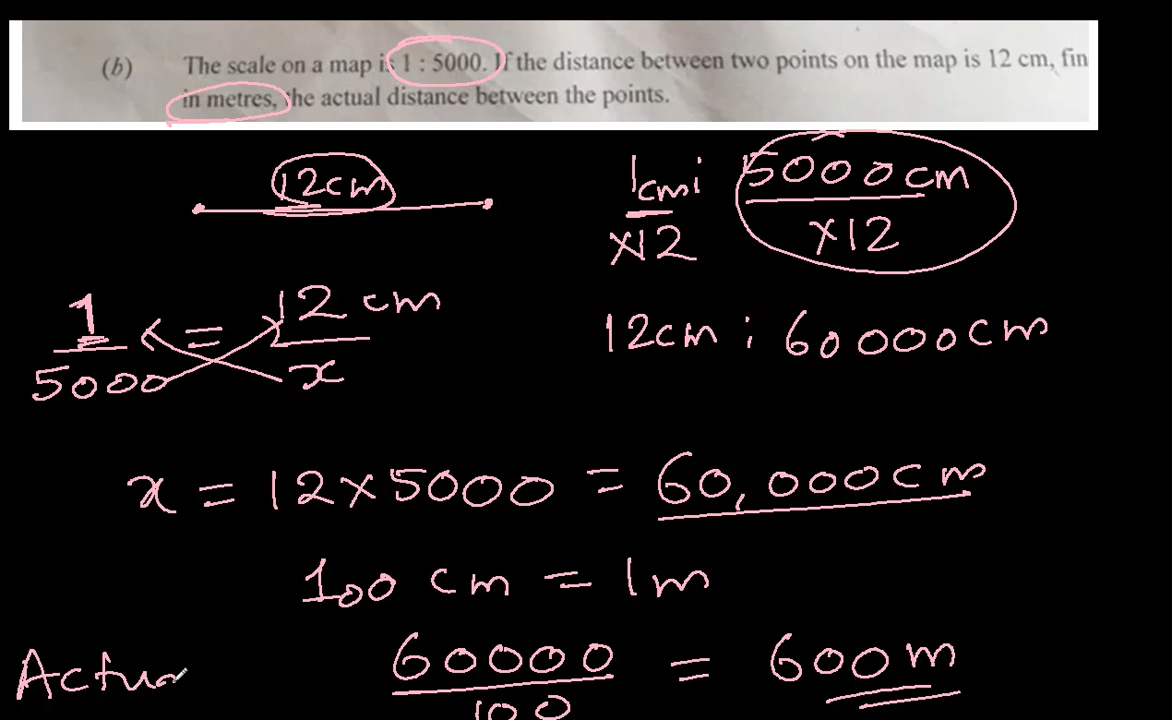 (b) The scale on a map is 1 : 5000. If the distance between two points on the map is 12 cm, fin
in metres, the actual distance between the points.
12cm
1cm : 5000cm
×12 ×12
12cm : 60000cm
1/5000 = 12cm/x
x = 12×5000 = 60,000cm
100 cm = 1m
Actua 60000/100 = 600m